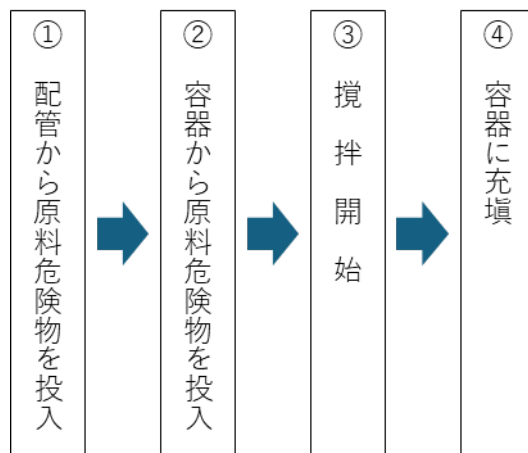 ①
配管から原料危険物を投入
②
容器から原料危険物を投入
③
撹拌開始
④
容器に充塡